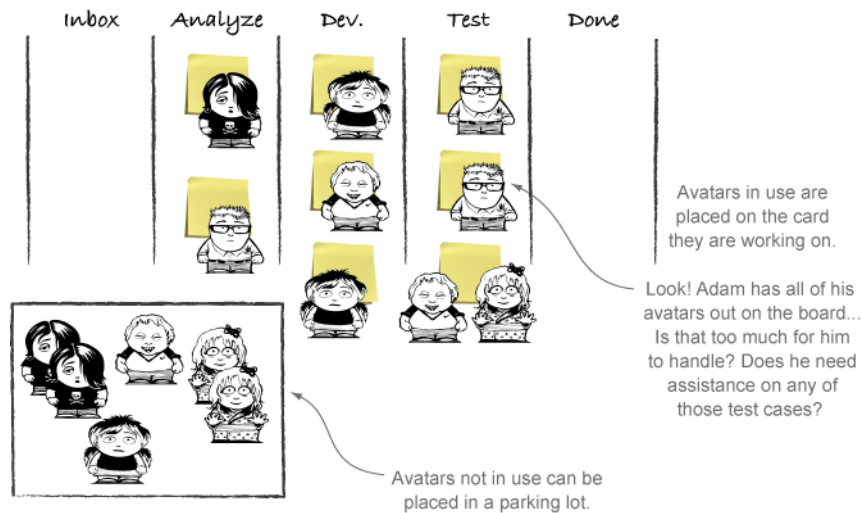 Inbox
Analyze
Dev.
Test
Done
Avatars in use are
placed on the card
they are working on.
Look! Adam has all of his
avatars out on the board...
Is that too much for him
to handle? Does he need
assistance on any of
those test cases?
Avatars not in use can be
placed in a parking lot.